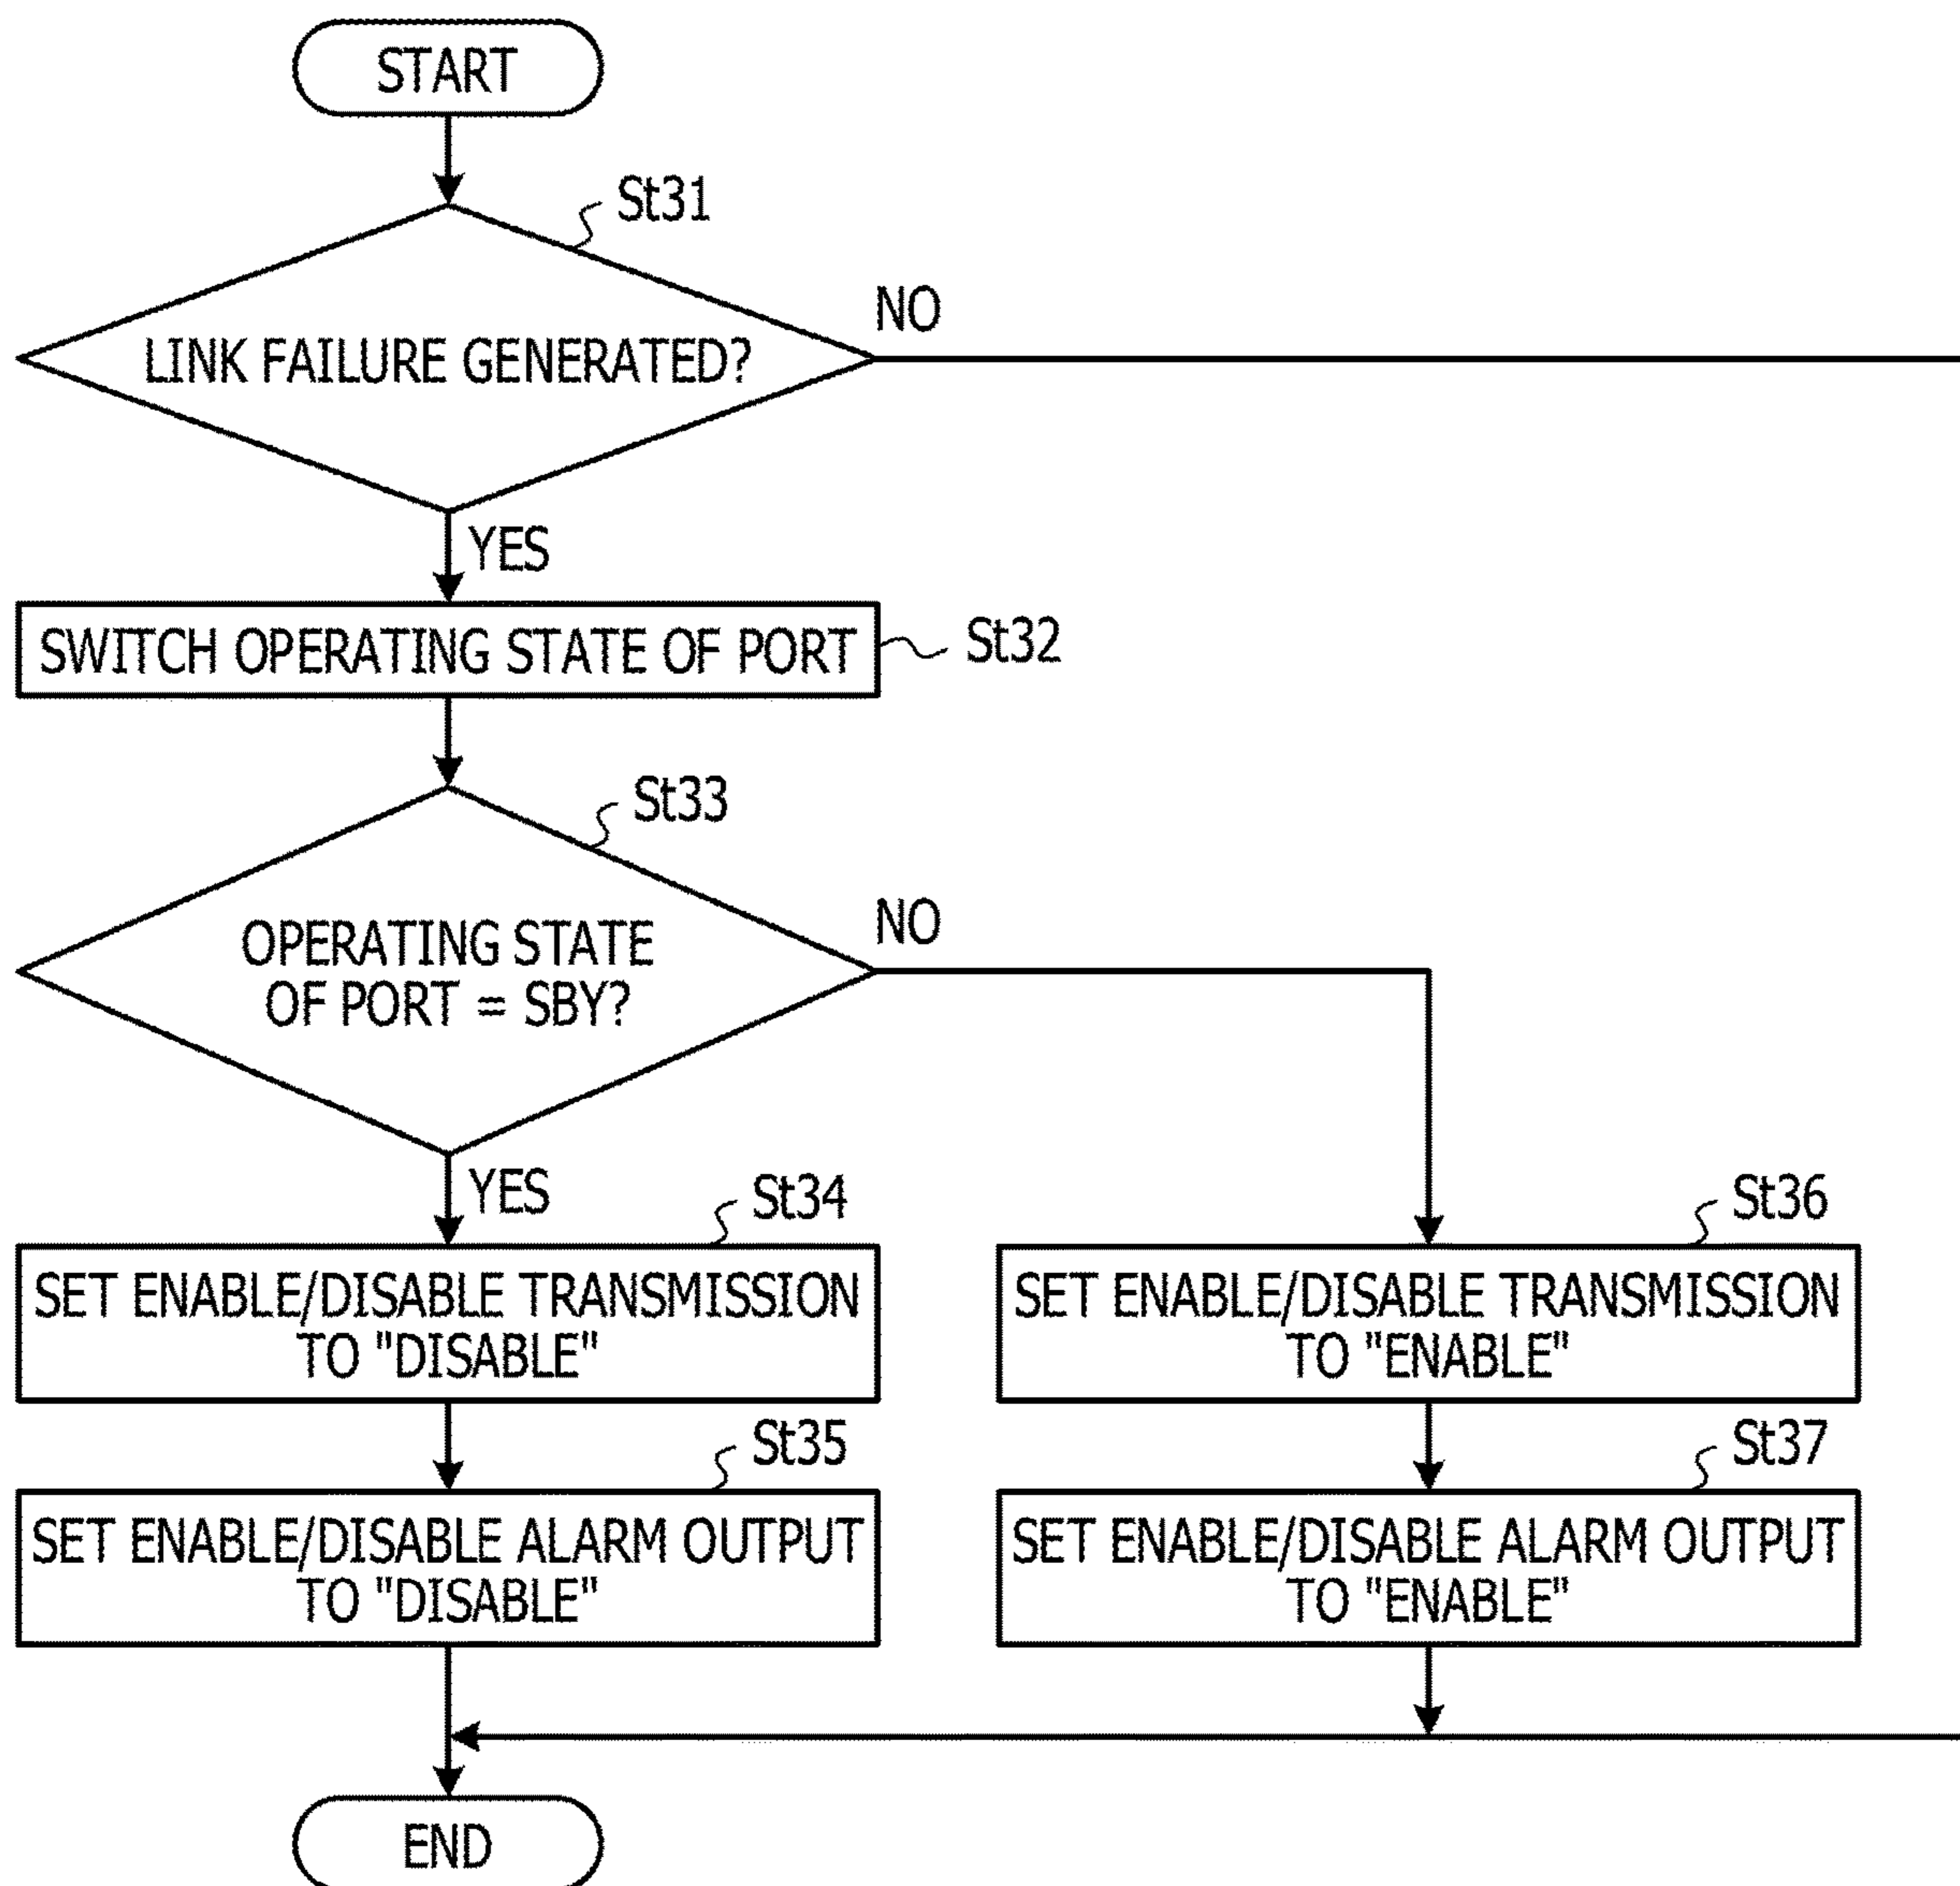 START
St31
LINK FAILURE GENERATED?
NO
YES
SWITCH OPERATING STATE OF PORT
St32
St33
OPERATING STATE
OF PORT = SBY?
NO
YES
St34
SET ENABLE/DISABLE TRANSMISSION
TO "DISABLE"
St36
SET ENABLE/DISABLE TRANSMISSION
TO "ENABLE"
St35
SET ENABLE/DISABLE ALARM OUTPUT
TO "DISABLE"
St37
SET ENABLE/DISABLE ALARM OUTPUT
TO "ENABLE"
END